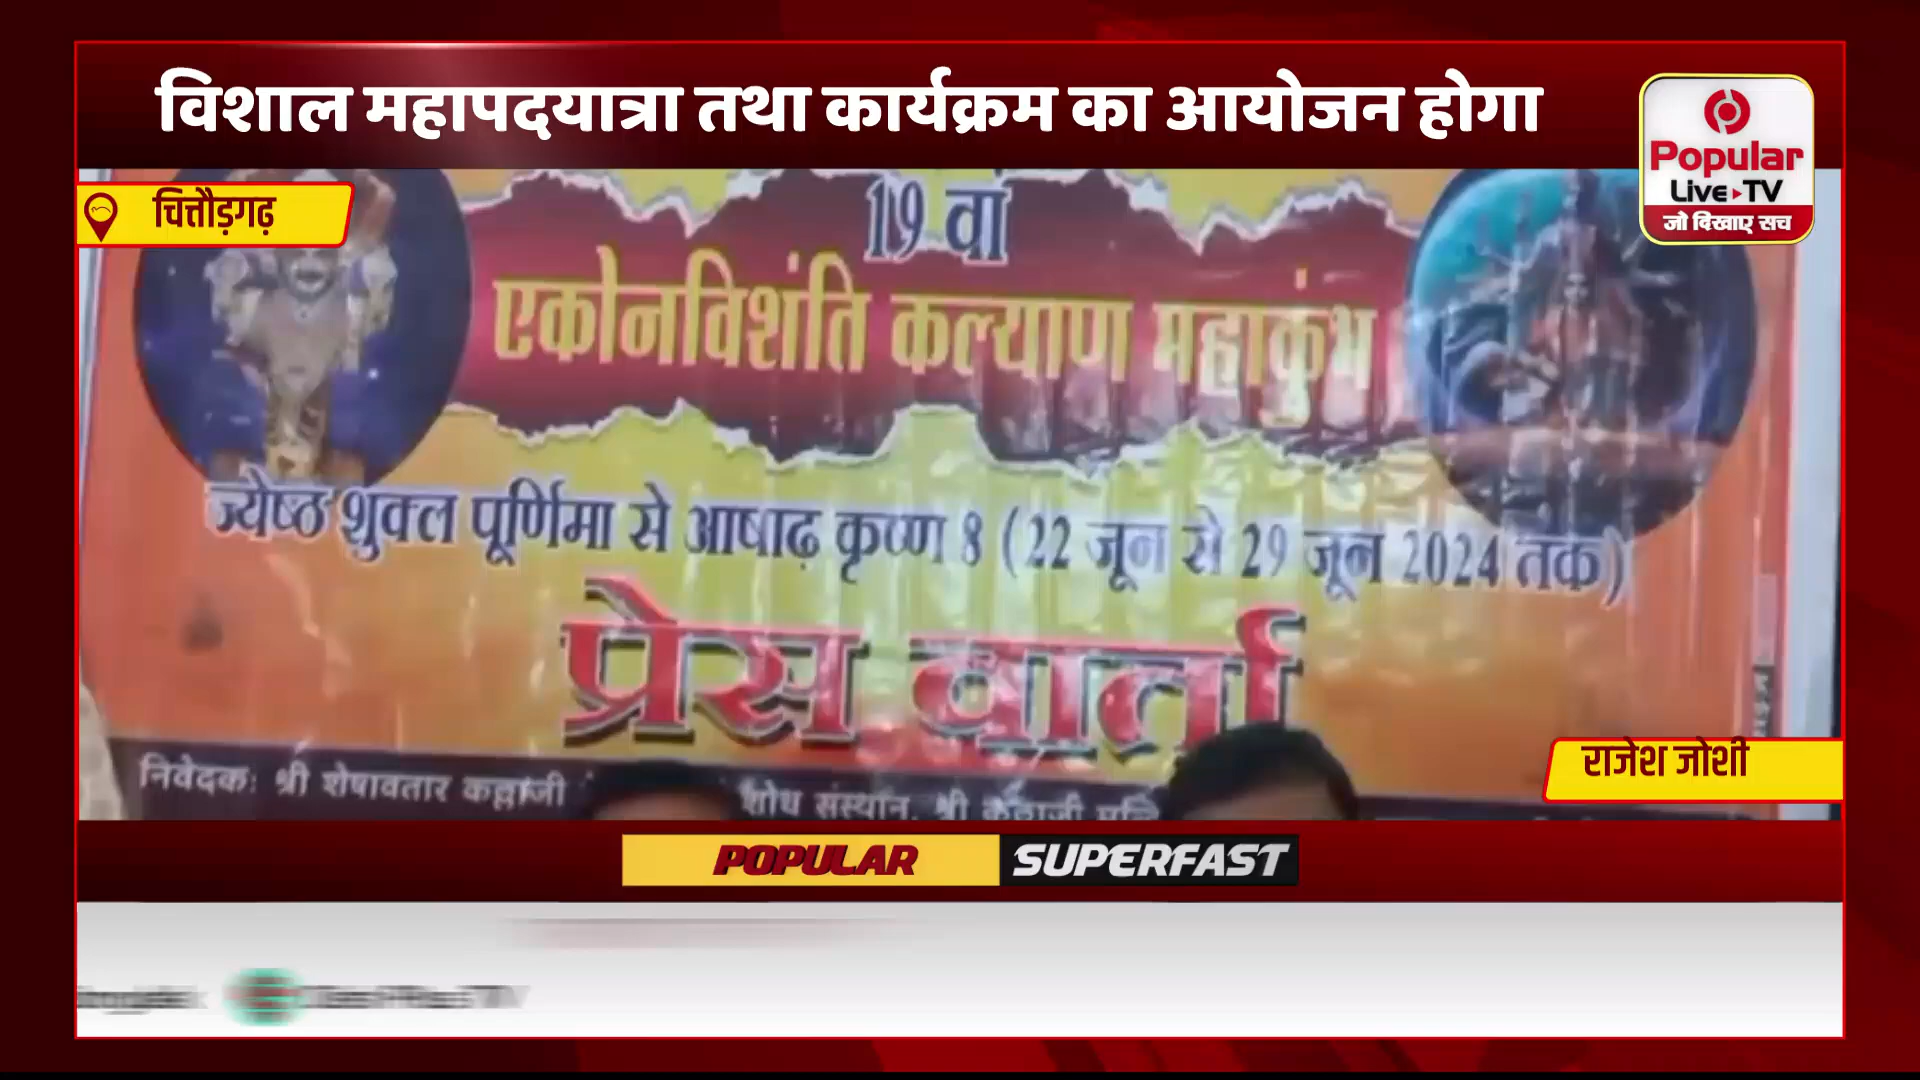 विशाल महापदयात्रा तथा कार्यक्रम का आयोजन होगा
Popular
Live TV
जो दिखाए सच
चित्तौड़गढ़
19 वां
एकोनविशंति कल्याण महाकुंभ
ज्येष्ठ शुक्ल पूर्णिमा से आषाढ़ कृष्ण 8 (22 जून से 29 जून 2024 तक)
प्रेस वार्ता
राजेश जोशी
निवेदकः श्री शेषावतार कल्लाजी शोध संस्थान, श्री कल्लाजी
POPULAR SUPERFAST